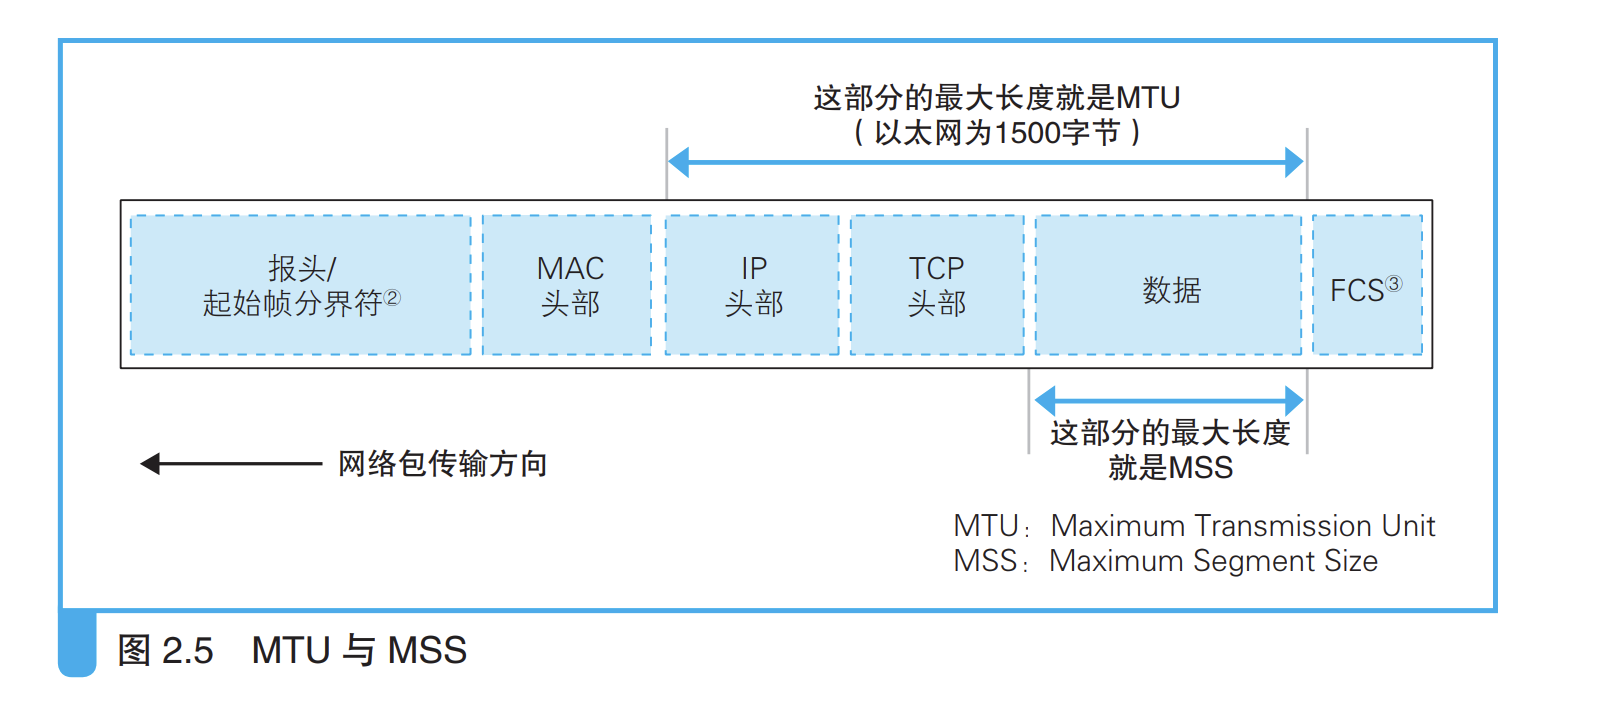 这部分的最大长度就是MTU
（以太网为1500字节）
报头/
起始帧分界符②
MAC
头部
IP
头部
TCP
头部
数据
FCS③
这部分的最大长度
就是MSS
网络包传输方向
MTU： Maximum Transmission Unit
MSS： Maximum Segment Size
图 2.5 MTU 与 MSS